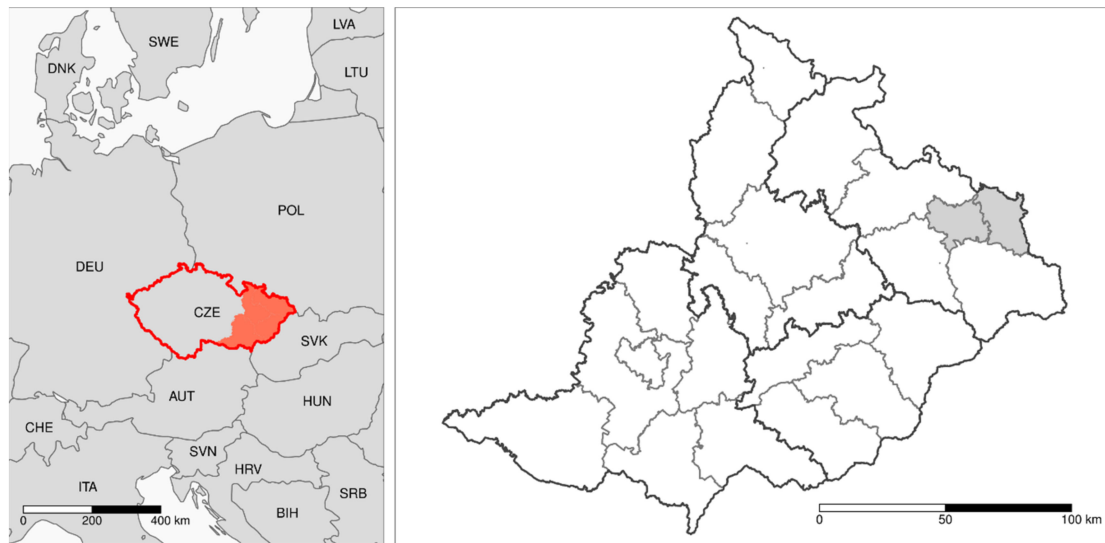 SWE
LVA
DNK
LTU
POL
DEU
CZE
SVK
AUT
HUN
CHE
SVN
HRV
ITA
SRB
BIH
0 200 400 km
0 50 100 km